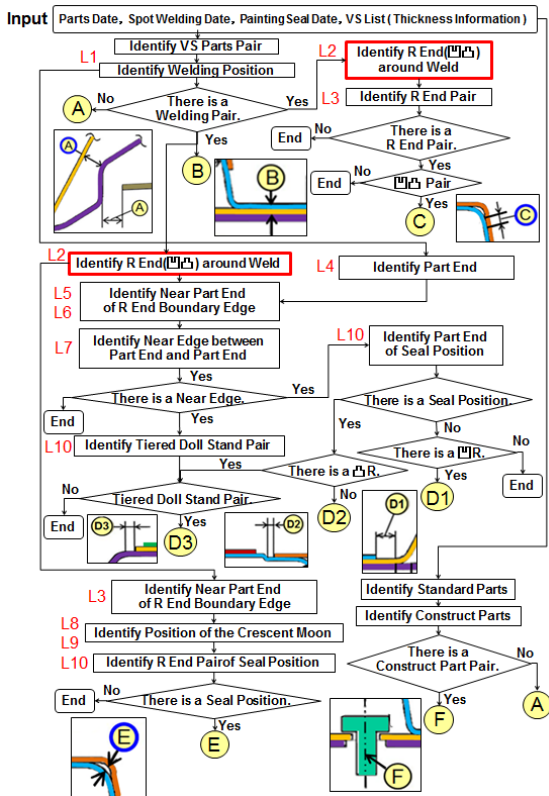 Input
Parts Date, Spot Welding Date, Painting Seal Date, VS List ( Thickness Information )
Identify VS Parts Pair
L1
Identify Welding Position
L2
Identify R End(凹凸)
around Weld
L3
Identify R End Pair
No
There is a
Welding Pair.
Yes
A
Yes
B
End
No
There is a
R End Pair.
Yes
End
No
凹凸 Pair
Yes
C
A
A
B
C
L2
Identify R End(凹凸) around Weld
L4
Identify Part End
L5
L6
Identify Near Part End
of R End Boundary Edge
L7
Identify Near Edge between
Part End and Part End
L10
Identify Part End
of Seal Position
Yes
There is a Near Edge.
Yes
End
Yes
There is a Seal Position.
Yes
No
L10
Identify Tiered Doll Stand Pair
Yes
There is a 凸R.
There is a 凹R.
No
End
No
Tiered Doll Stand Pair.
End
Yes
D3
No
D2
Yes
D1
D3
D2
D1
L3
Identify Near Part End
of R End Boundary Edge
L8
L9
Identify Position of the Crescent Moon
L10
Identify R End Pairof Seal Position
End
No
There is a Seal Position.
Yes
E
E
Identify Standard Parts
Identify Construct Parts
There is a
Construct Part Pair.
No
Yes
F
A
F